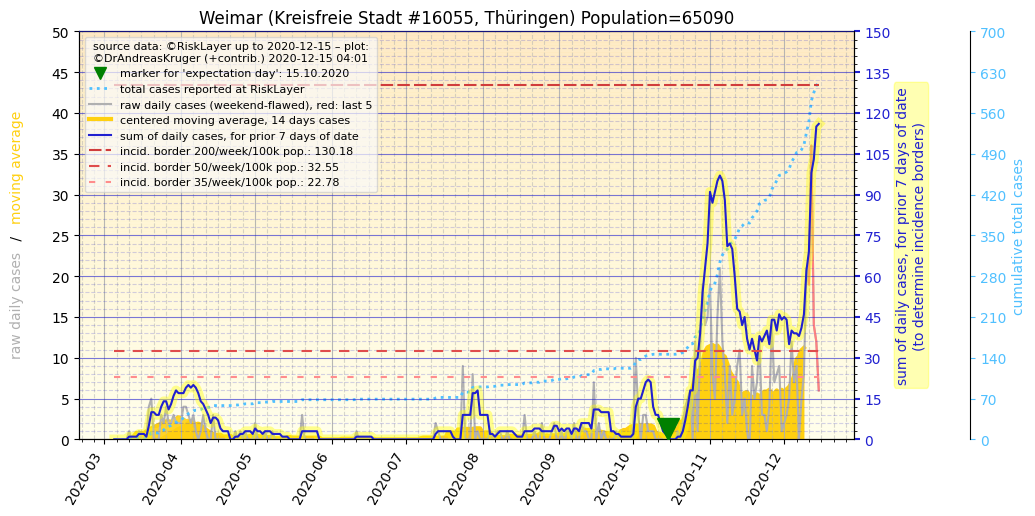 Weimar (Kreisfreie Stadt #16055, Thüringen) Population=65090
source data: ©RiskLayer up to 2020-12-15 – plot:
©DrAndreasKruger (+contrib.) 2020-12-15 04:01
marker for 'expectation day': 15.10.2020
total cases reported at RiskLayer
raw daily cases (weekend-flawed), red: last 5
centered moving average, 14 days cases
sum of daily cases, for prior 7 days of date
incid. border 200/week/100k pop.: 130.18
incid. border 50/week/100k pop.: 32.55
incid. border 35/week/100k pop.: 22.78
raw daily cases / moving average
50
45
40
35
30
25
20
15
10
5
0
2020-03
2020-04
2020-05
2020-06
2020-07
2020-08
2020-09
2020-10
2020-11
2020-12
150
135
120
105
90
75
60
45
30
15
0
sum of daily cases, for prior 7 days of date
(to determine incidence borders)
700
630
560
490
420
350
280
210
140
70
0
cumulative total cases